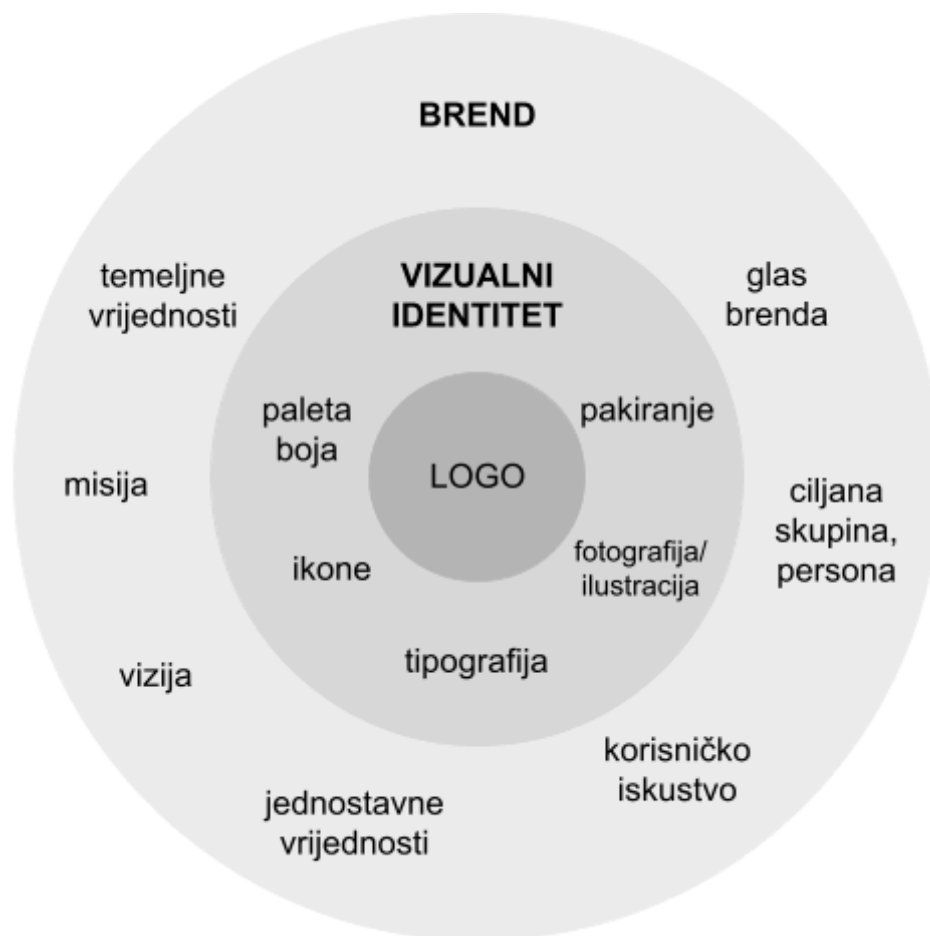 BREND
temeljne
vrijednosti
VIZUALNI
IDENTITET
glas
brenda
paleta
boja
pakiranje
LOGO
misija
ciljana
skupina,
persona
ikone
fotografija/
ilustracija
vizija
tipografija
korisničko
iskustvo
jednostavne
vrijednosti